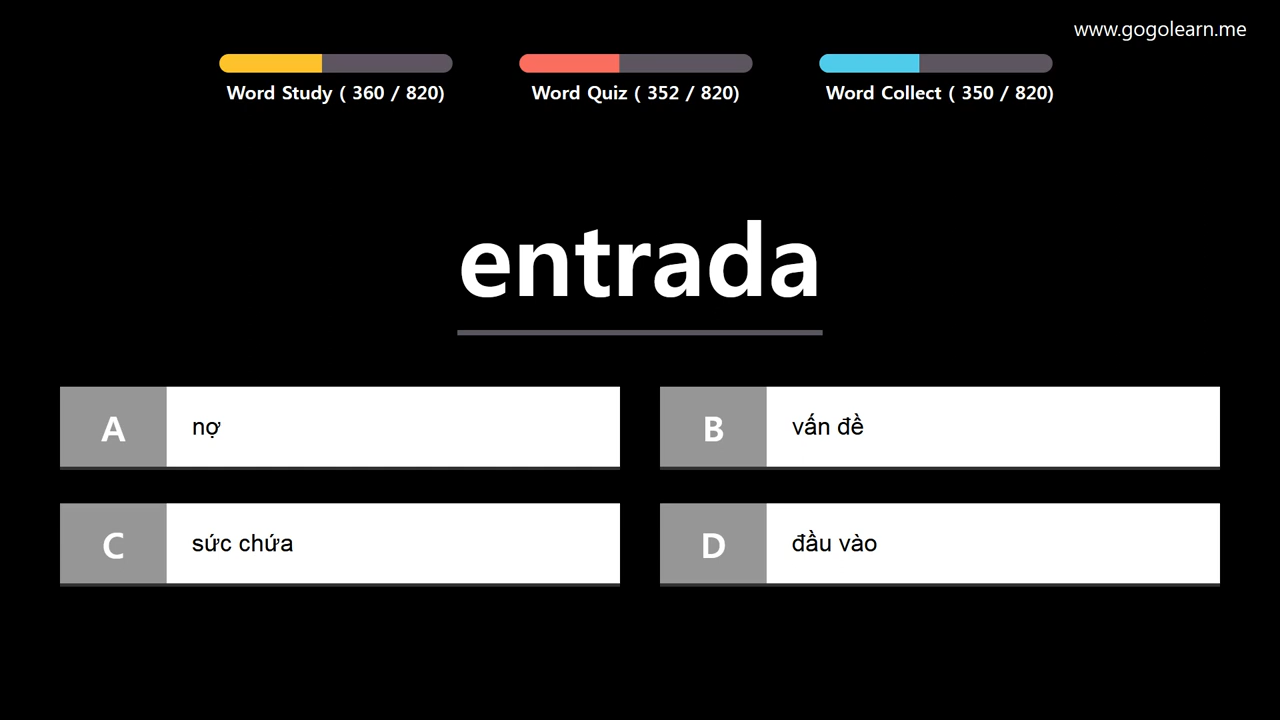 www.gogolearn.me
Word Study ( 360 / 820)
Word Quiz ( 352 / 820)
Word Collect ( 350 / 820)
entrada
A nợ
B vấn đề
C sức chứa
D đầu vào